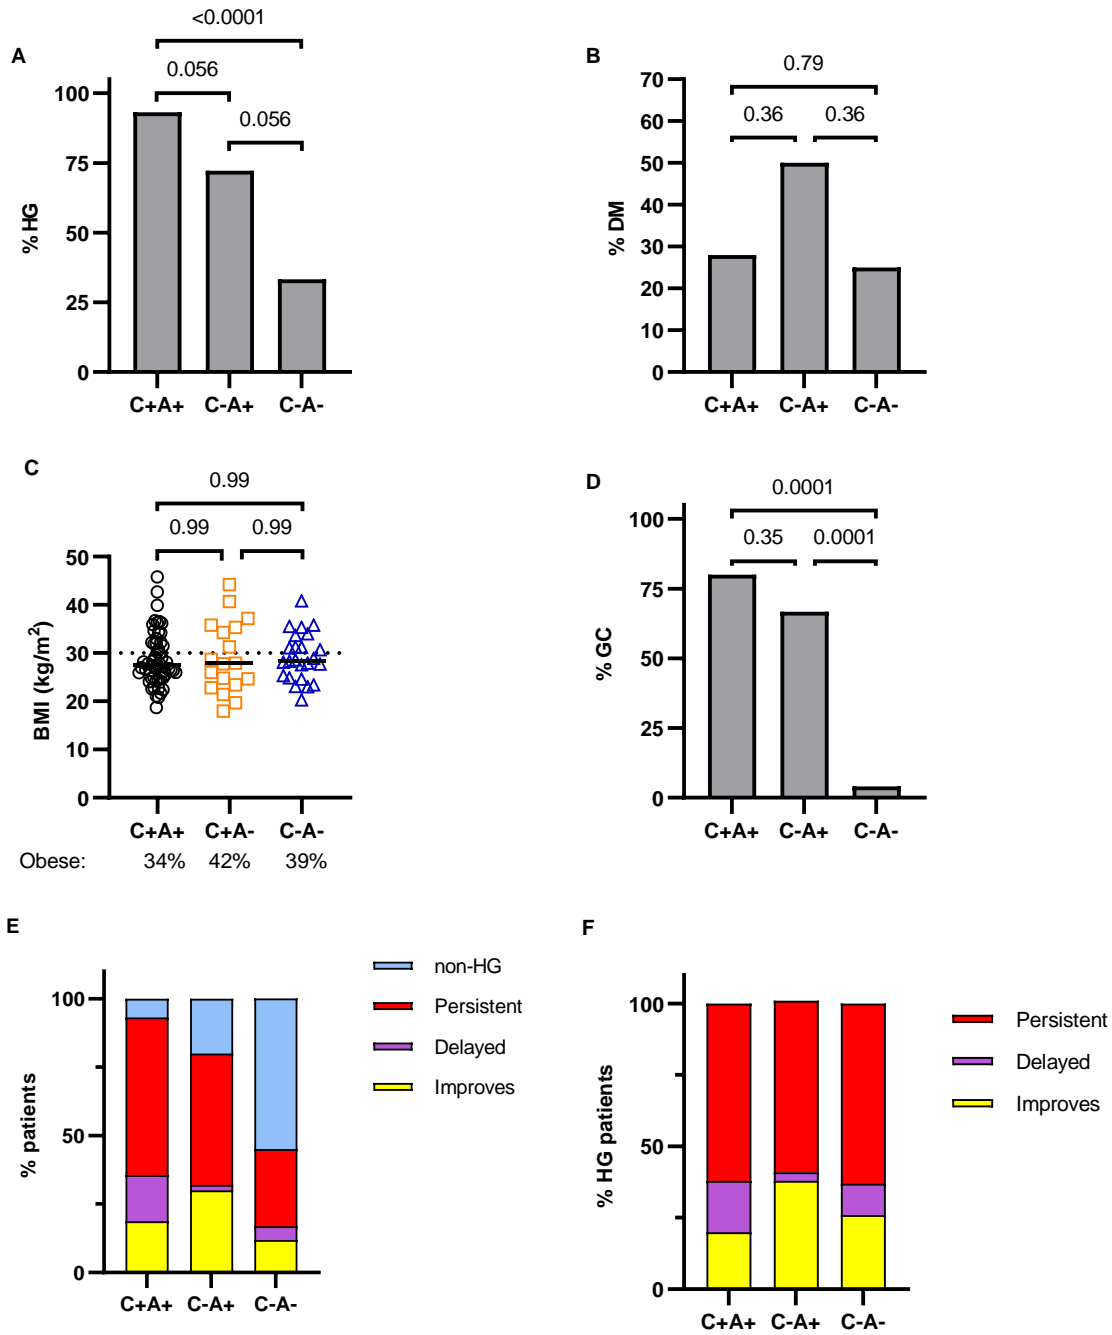 A
<0.0001
0.056
0.056
% HG
100
75
50
25
0
C+A+ C-A+ C-A-
B
0.79
0.36 0.36
% DM
70
60
50
40
30
20
10
0
C+A+ C-A+ C-A-
C
0.99
0.99 0.99
BMI (kg/m²)
50
40
30
20
10
0
C+A+ C+A- C-A-
Obese: 34% 42% 39%
D
0.0001
0.35 0.0001
% GC
100
75
50
25
0
C+A+ C-A+ C-A-
E
% patients
100
50
0
C+A+ C-A+ C-A-
non-HG
Persistent
Delayed
Improves
F
% HG patients
100
50
0
C+A+ C-A+ C-A-
Persistent
Delayed
Improves